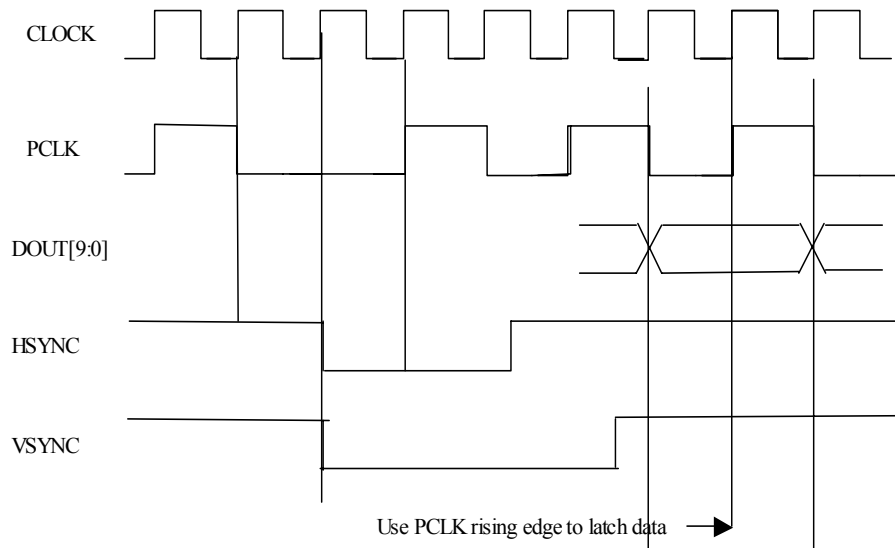 CLOCK
PCLK
DOUT[9:0]
HSYNC
VSYNC
Use PCLK rising edge to latch data